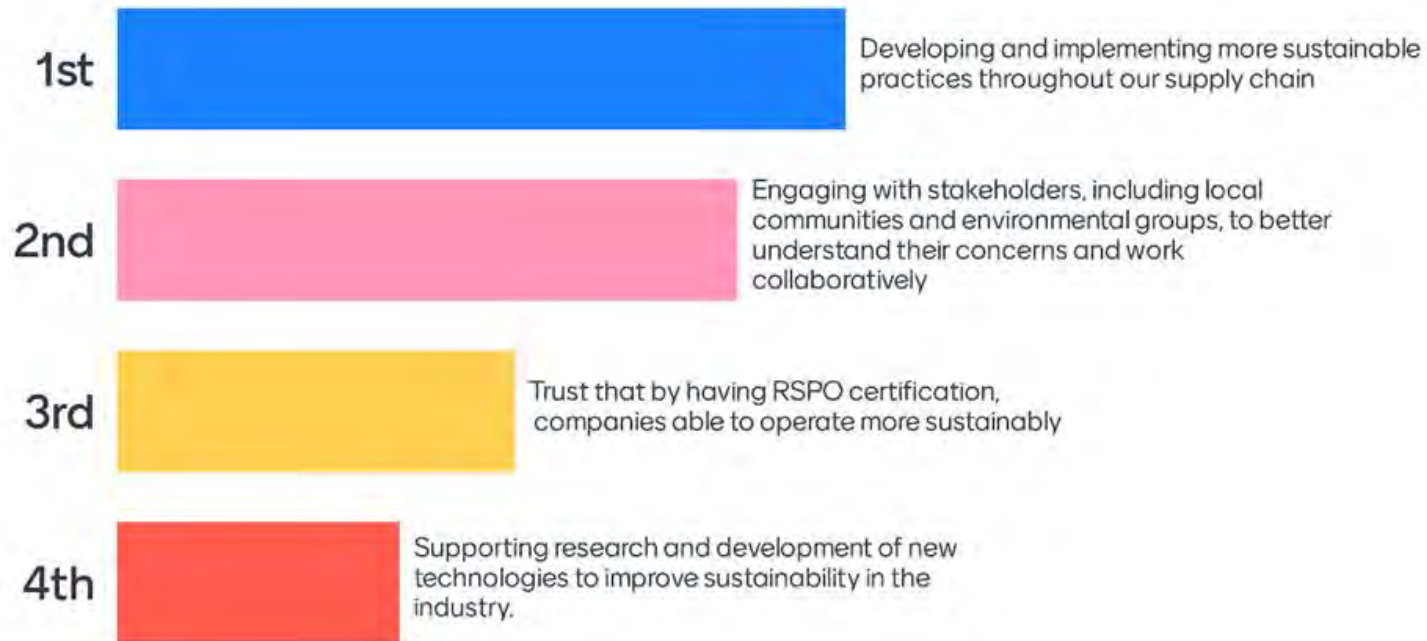 1st
Developing and implementing more sustainable
practices throughout our supply chain
2nd
Engaging with stakeholders, including local
communities and environmental groups, to better
understand their concerns and work
collaboratively
3rd
Trust that by having RSPO certification,
companies able to operate more sustainably
4th
Supporting research and development of new
technologies to improve sustainability in the
industry.